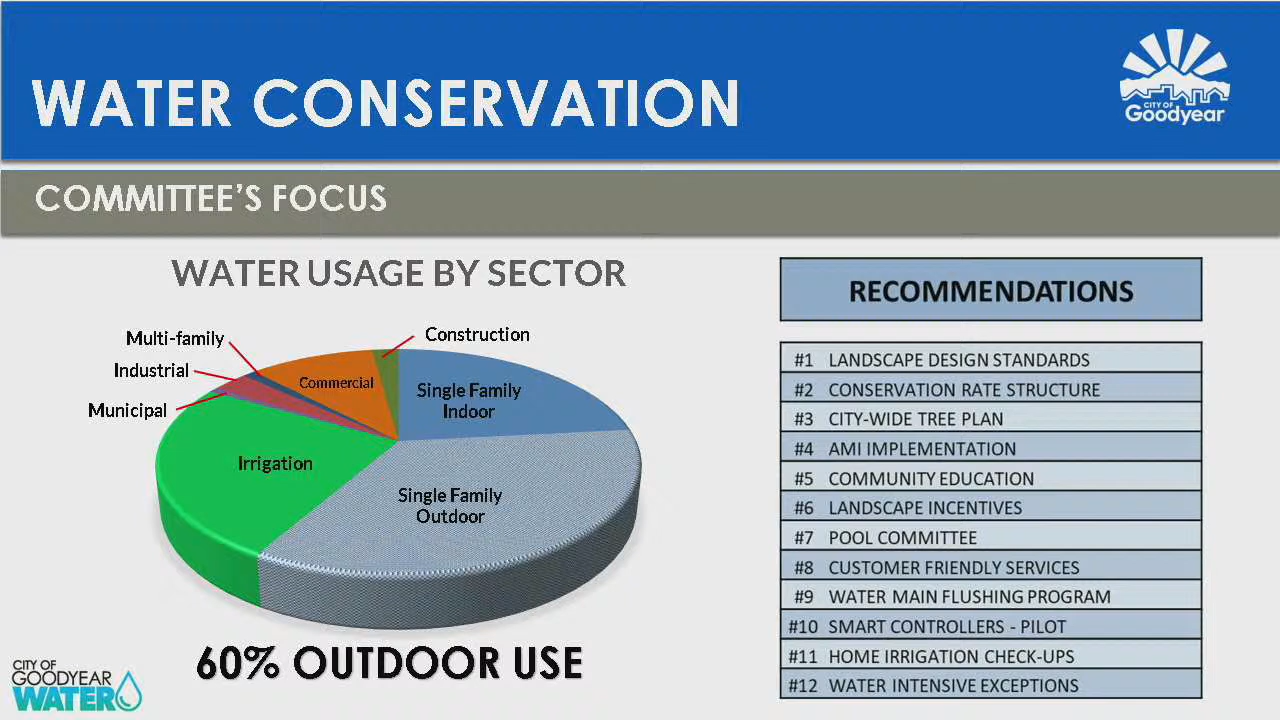 WATER CONSERVATION
CITY OF
Goodyear
COMMITTEE'S FOCUS
WATER USAGE BY SECTOR
Multi-family
Industrial
Municipal
Commercial
Construction
Single Family
Indoor
Irrigation
Single Family
Outdoor
60% OUTDOOR USE
RECOMMENDATIONS
#1 LANDSCAPE DESIGN STANDARDS
#2 CONSERVATION RATE STRUCTURE
#3 CITY-WIDE TREE PLAN
#4 AMI IMPLEMENTATION
#5 COMMUNITY EDUCATION
#6 LANDSCAPE INCENTIVES
#7 POOL COMMITTEE
#8 CUSTOMER FRIENDLY SERVICES
#9 WATER MAIN FLUSHING PROGRAM
#10 SMART CONTROLLERS - PILOT
#11 HOME IRRIGATION CHECK-UPS
#12 WATER INTENSIVE EXCEPTIONS
CITY OF
GOODYEAR
WATER